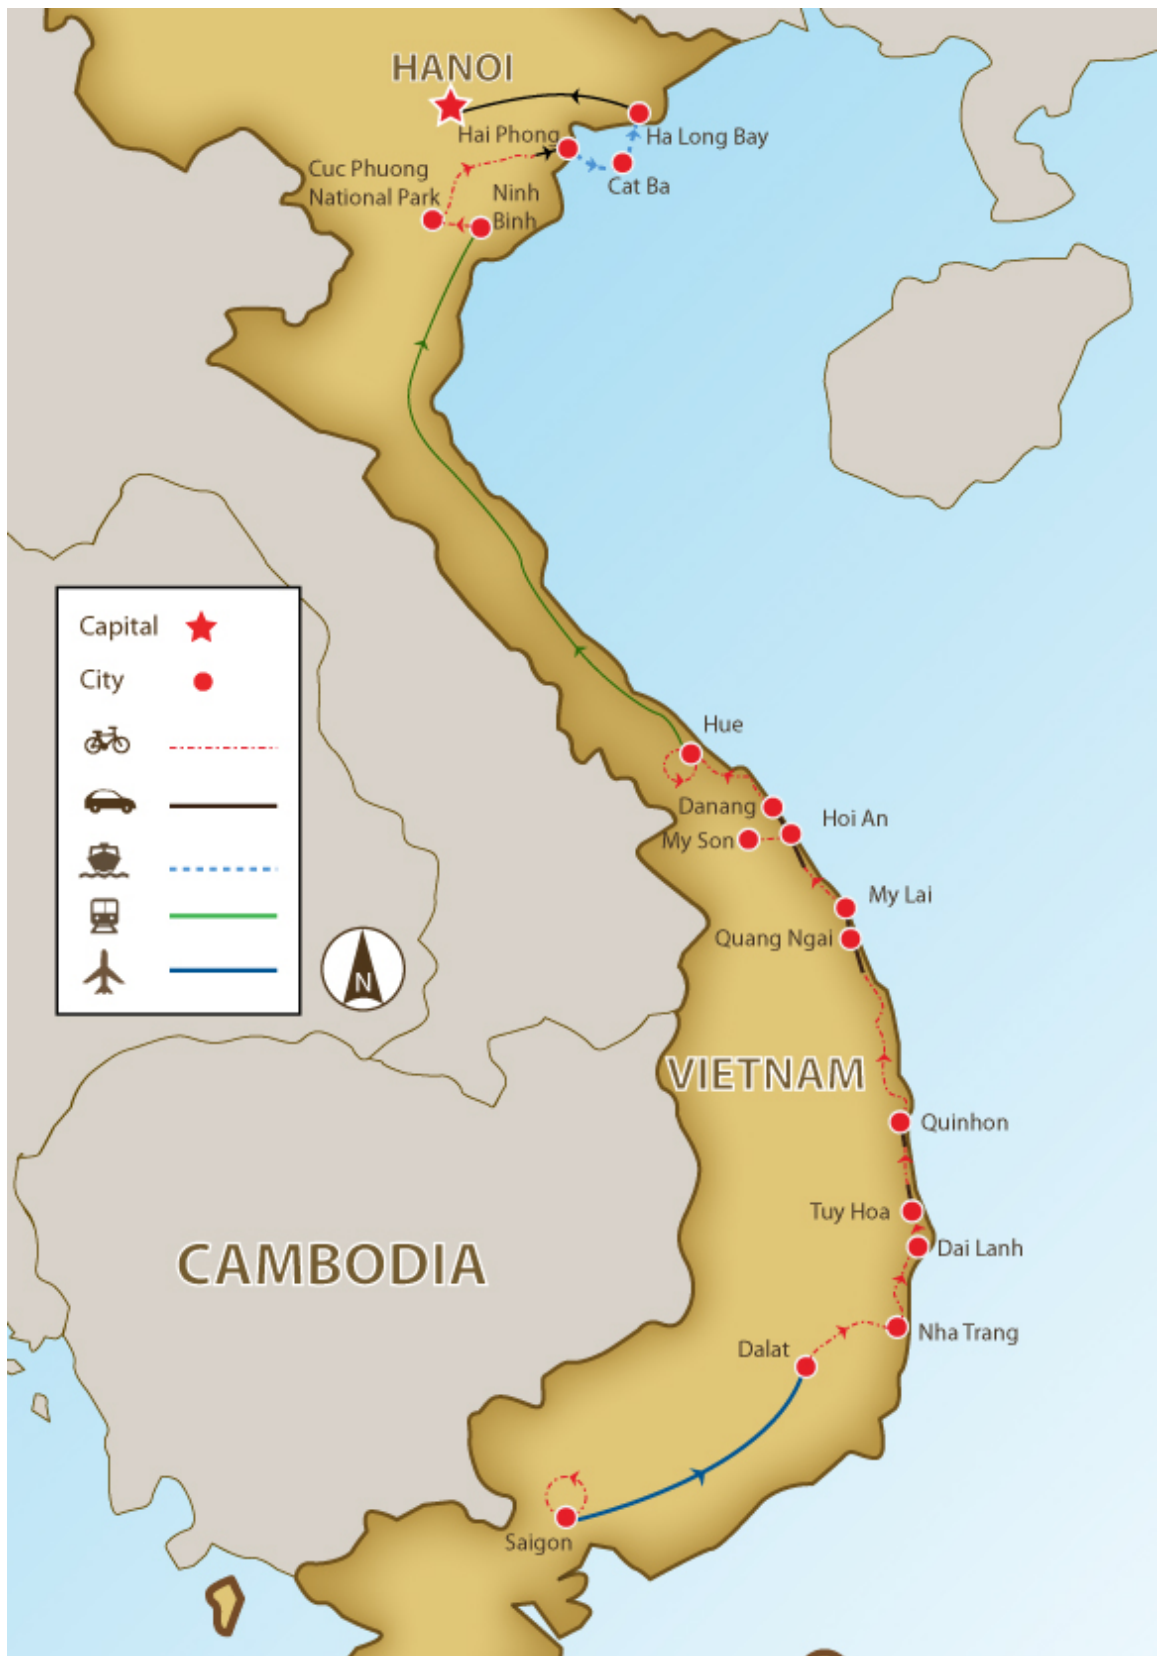 HANOI
Hai Phong
Ha Long Bay
Cuc Phuong
National Park
Cat Ba
Ninh
Binh
Capital
City
Hue
Danang
Hoi An
My Son
My Lai
Quang Ngai
N
VIETNAM
Quinhon
Tuy Hoa
Dai Lanh
CAMBODIA
Nha Trang
Dalat
Saigon